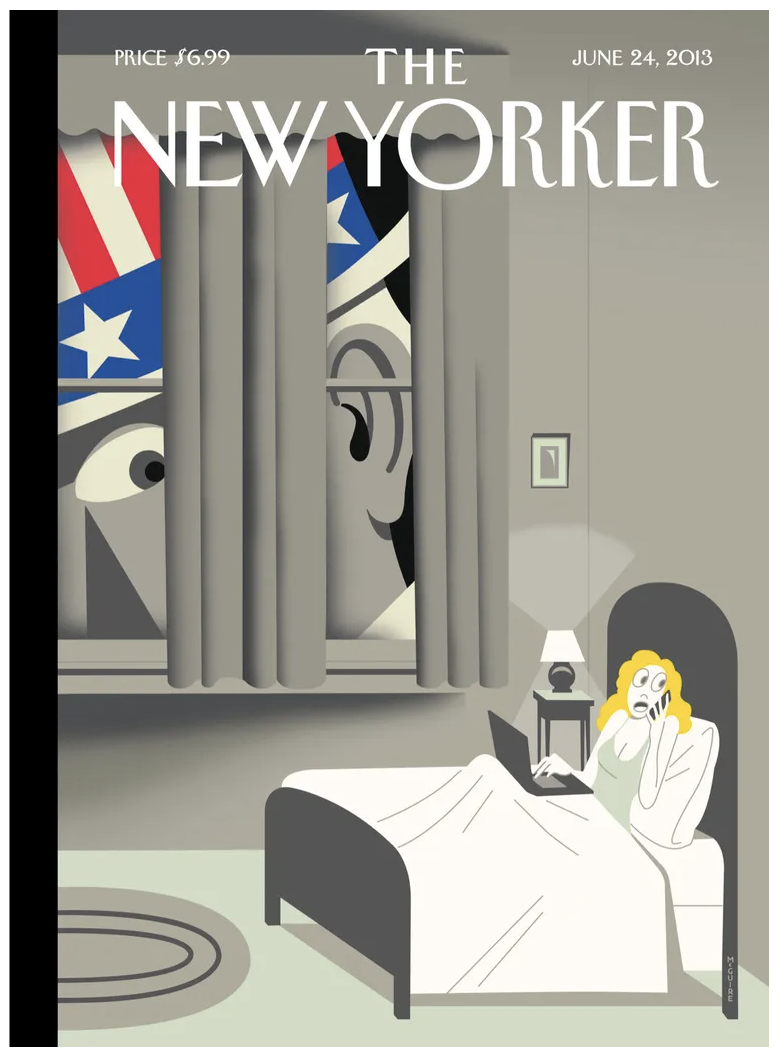 PRICE $6.99
THE
JUNE 24, 2013
NEW YORKER
McGUIRE